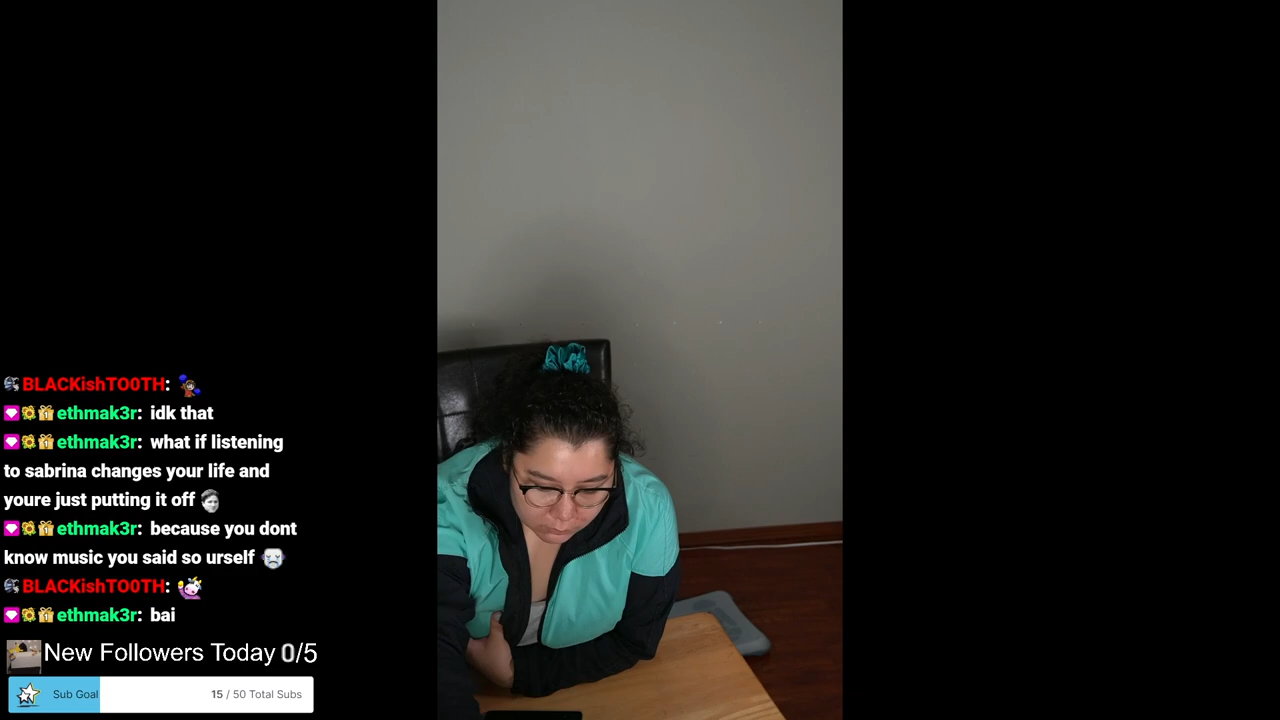 BLACKishTO0TH:
ethmak3r: idk that
ethmak3r: what if listening
to sabrina changes your life and
youre just putting it off
ethmak3r: because you dont
know music you said so urself
BLACKishTO0TH:
ethmak3r: bai
New Followers Today 0/5
Sub Goal 15 / 50 Total Subs